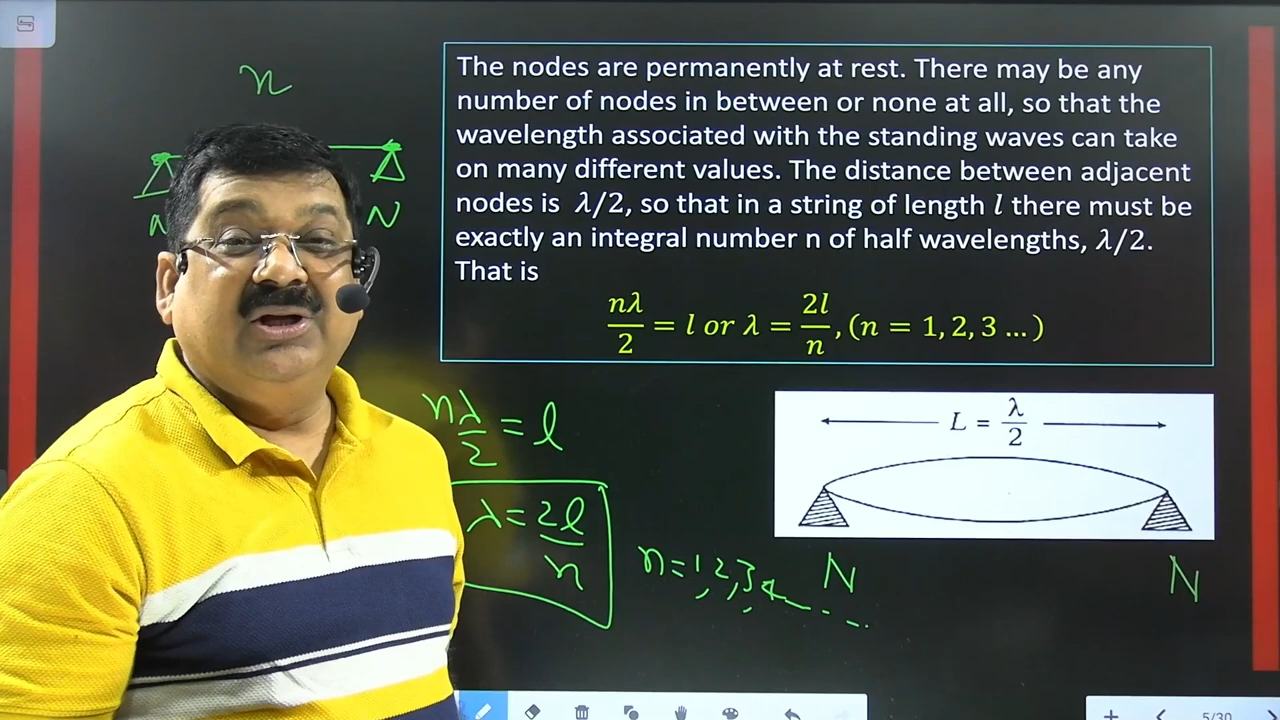 n
N
The nodes are permanently at rest. There may be any
number of nodes in between or none at all, so that the
wavelength associated with the standing waves can take
on many different values. The distance between adjacent
nodes is λ/2, so that in a string of length l there must be
exactly an integral number n of half wavelengths, λ/2.
That is
nλ/2 = l or λ = 2l/n, (n = 1, 2, 3 ...)
nλ/2 = l
λ = 2l/n
n = 1, 2, 3
L = λ/2
N N
5/30